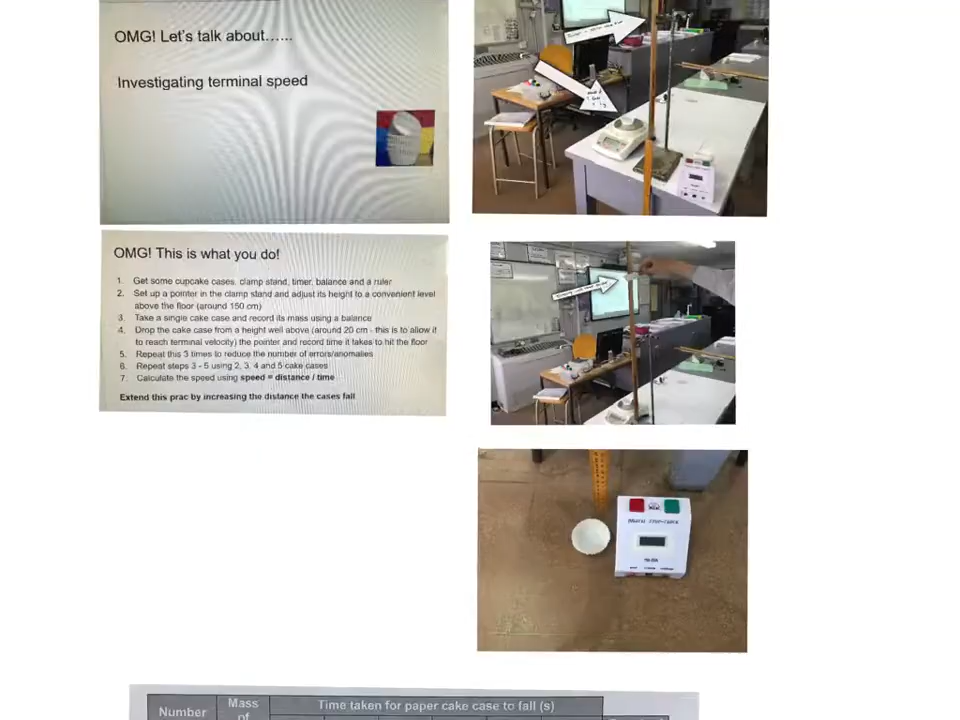 OMG! Let's talk about......
Investigating terminal speed
OMG! This is what you do!
1. Get some cupcake cases, clamp stand, timer, balance and a ruler
2. Set up a pointer in the clamp stand and adjust its height to a convenient level
above the floor (around 150 cm)
3. Take a single cake case and record its mass using a balance
4. Drop the cake case from a height well above (around 20 cm - this is to allow it
to reach terminal velocity) the pointer and record time it takes to hit the floor
5. Repeat this 3 times to reduce the number of errors/anomalies
6. Repeat steps 3 - 5 using 2, 3, 4 and 5 cake cases
7. Calculate the speed using speed = distance / time
Extend this prac by increasing the distance the cases fall
Number
Mass
of
Time taken for paper cake case to fall (s)